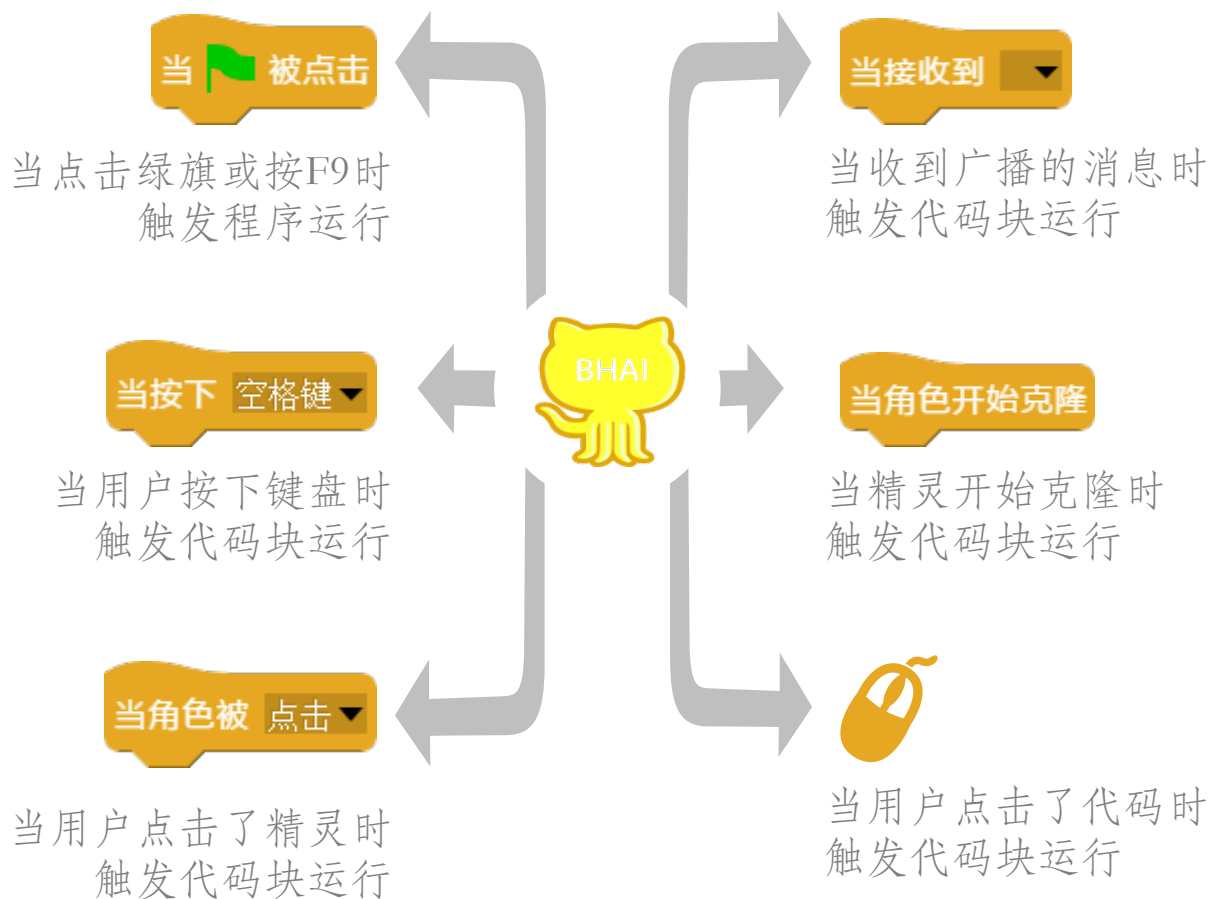 当 被点击
当点击绿旗或按F9时
触发程序运行
当接收到
当收到广播的消息时
触发代码块运行
当按下 空格键
当用户按下键盘时
触发代码块运行
BHAI
当角色开始克隆
当精灵开始克隆时
触发代码块运行
当角色被 点击
当用户点击了精灵时
触发代码块运行
当用户点击了代码时
触发代码块运行